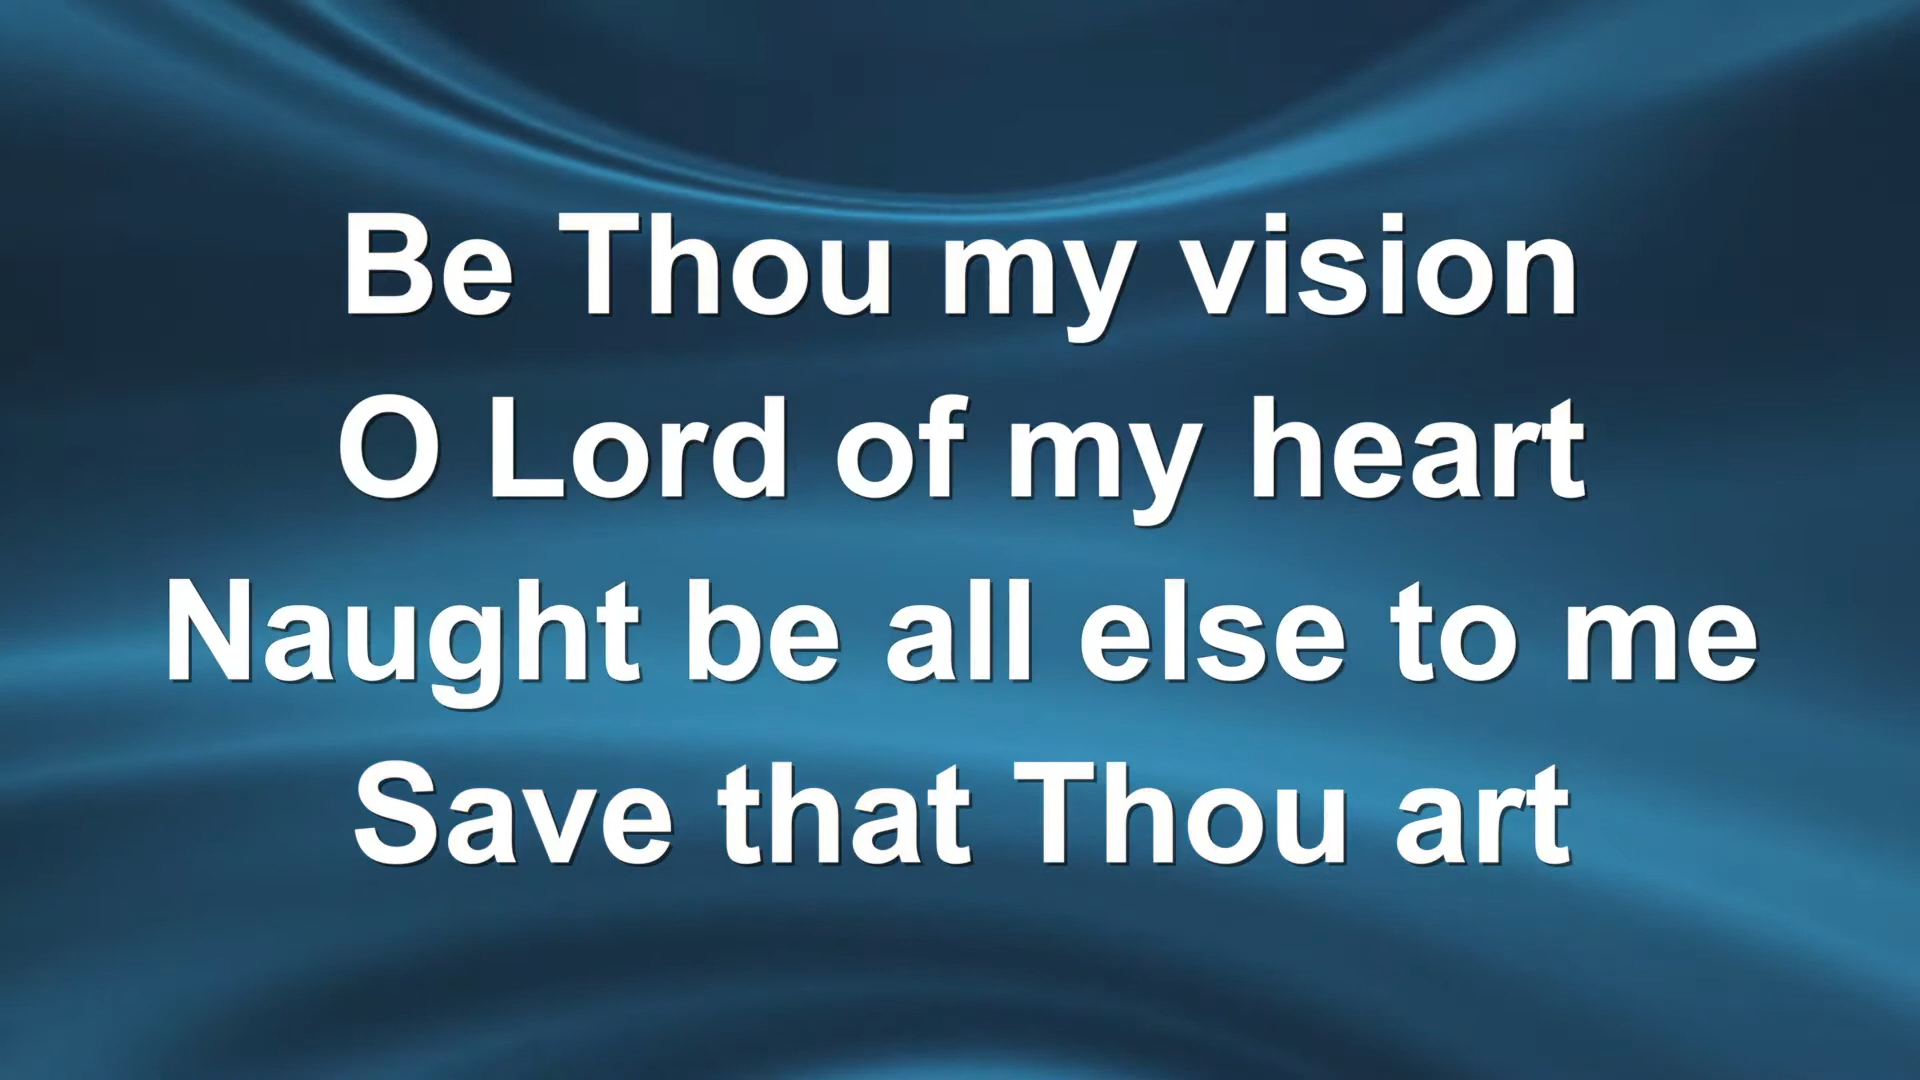 Be Thou my vision
O Lord of my heart
Naught be all else to me
Save that Thou art